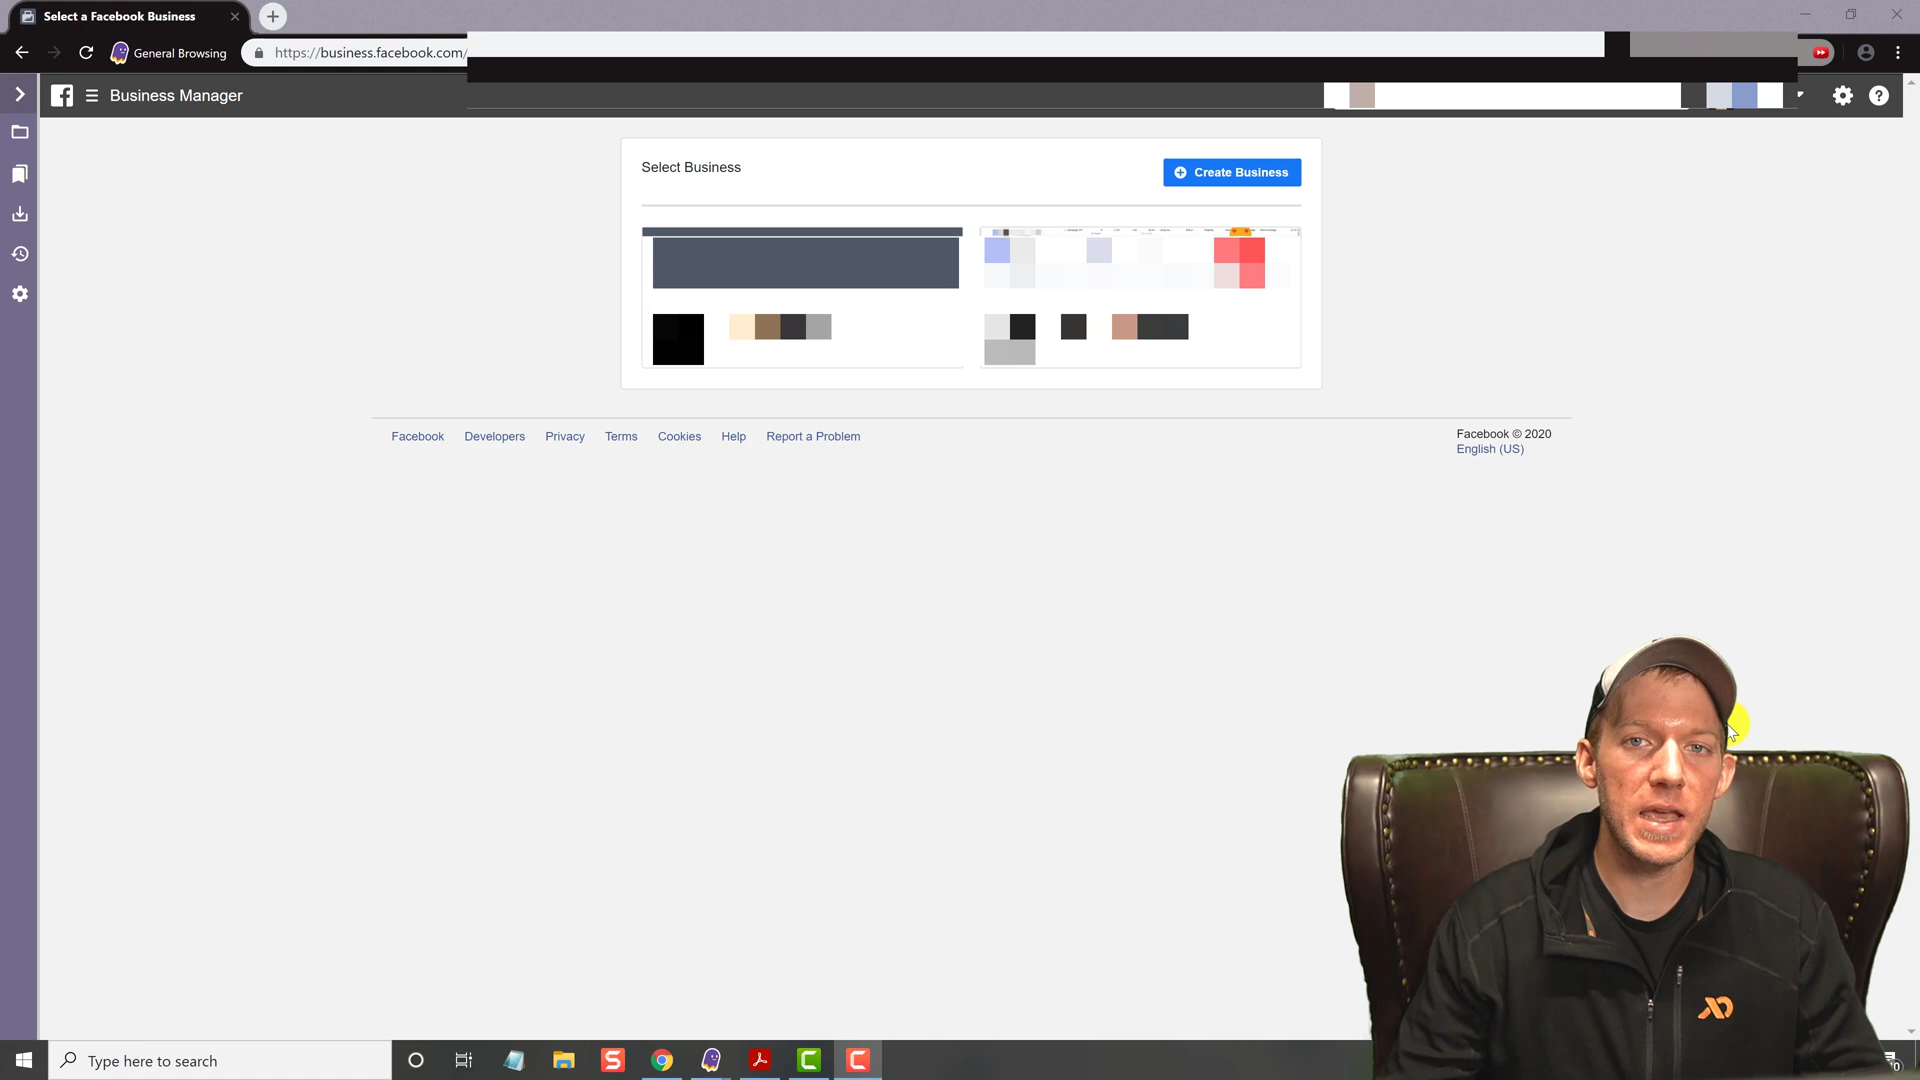 Select a Facebook Business
General Browsing
https://business.facebook.com/
Business Manager
Select Business
Create Business
Facebook
Developers
Privacy
Terms
Cookies
Help
Report a Problem
Facebook © 2020
English (US)
Type here to search